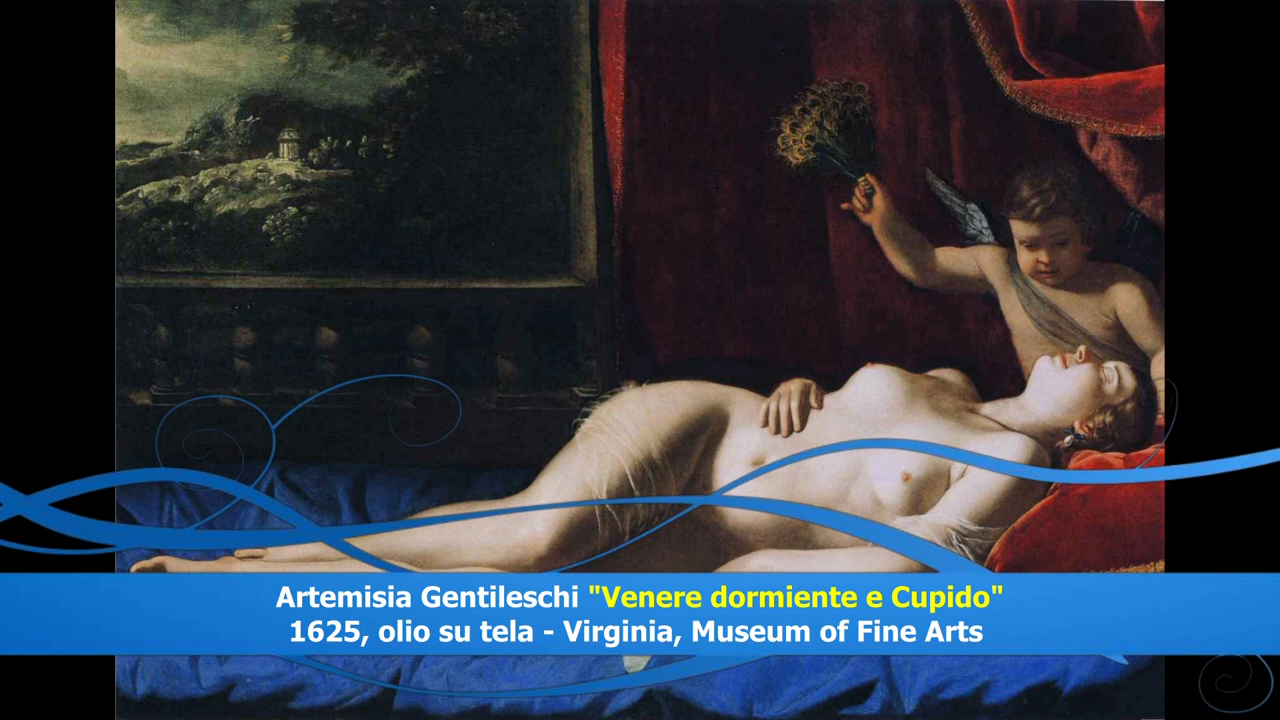 Artemisia Gentileschi "Venere dormiente e Cupido"
1625, olio su tela - Virginia, Museum of Fine Arts